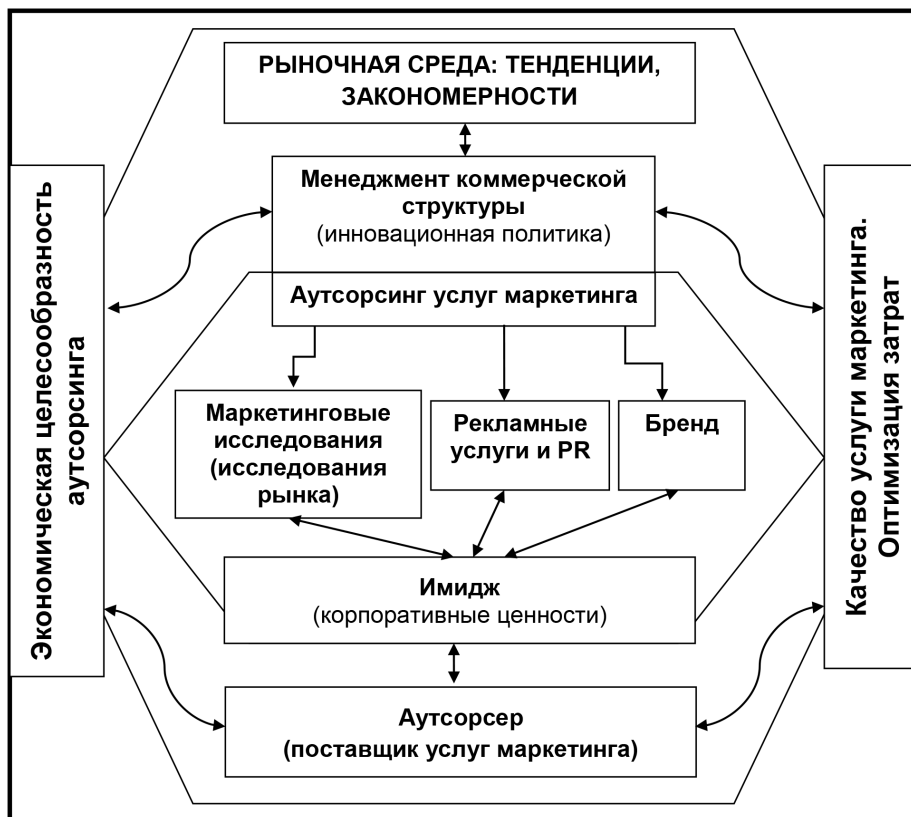 РЫНОЧНАЯ СРЕДА: ТЕНДЕНЦИИ,
ЗАКОНОМЕРНОСТИ
Менеджмент коммерческой
структуры
(инновационная политика)
Аутсорсинг услуг маркетинга
Экономическая целесообразность
аутсорсинга
Маркетинговые
исследования
(исследования
рынка)
Рекламные
услуги и PR
Бренд
Качество услуги маркетинга.
Оптимизация затрат
Имидж
(корпоративные ценности)
Аутсорсер
(поставщик услуг маркетинга)